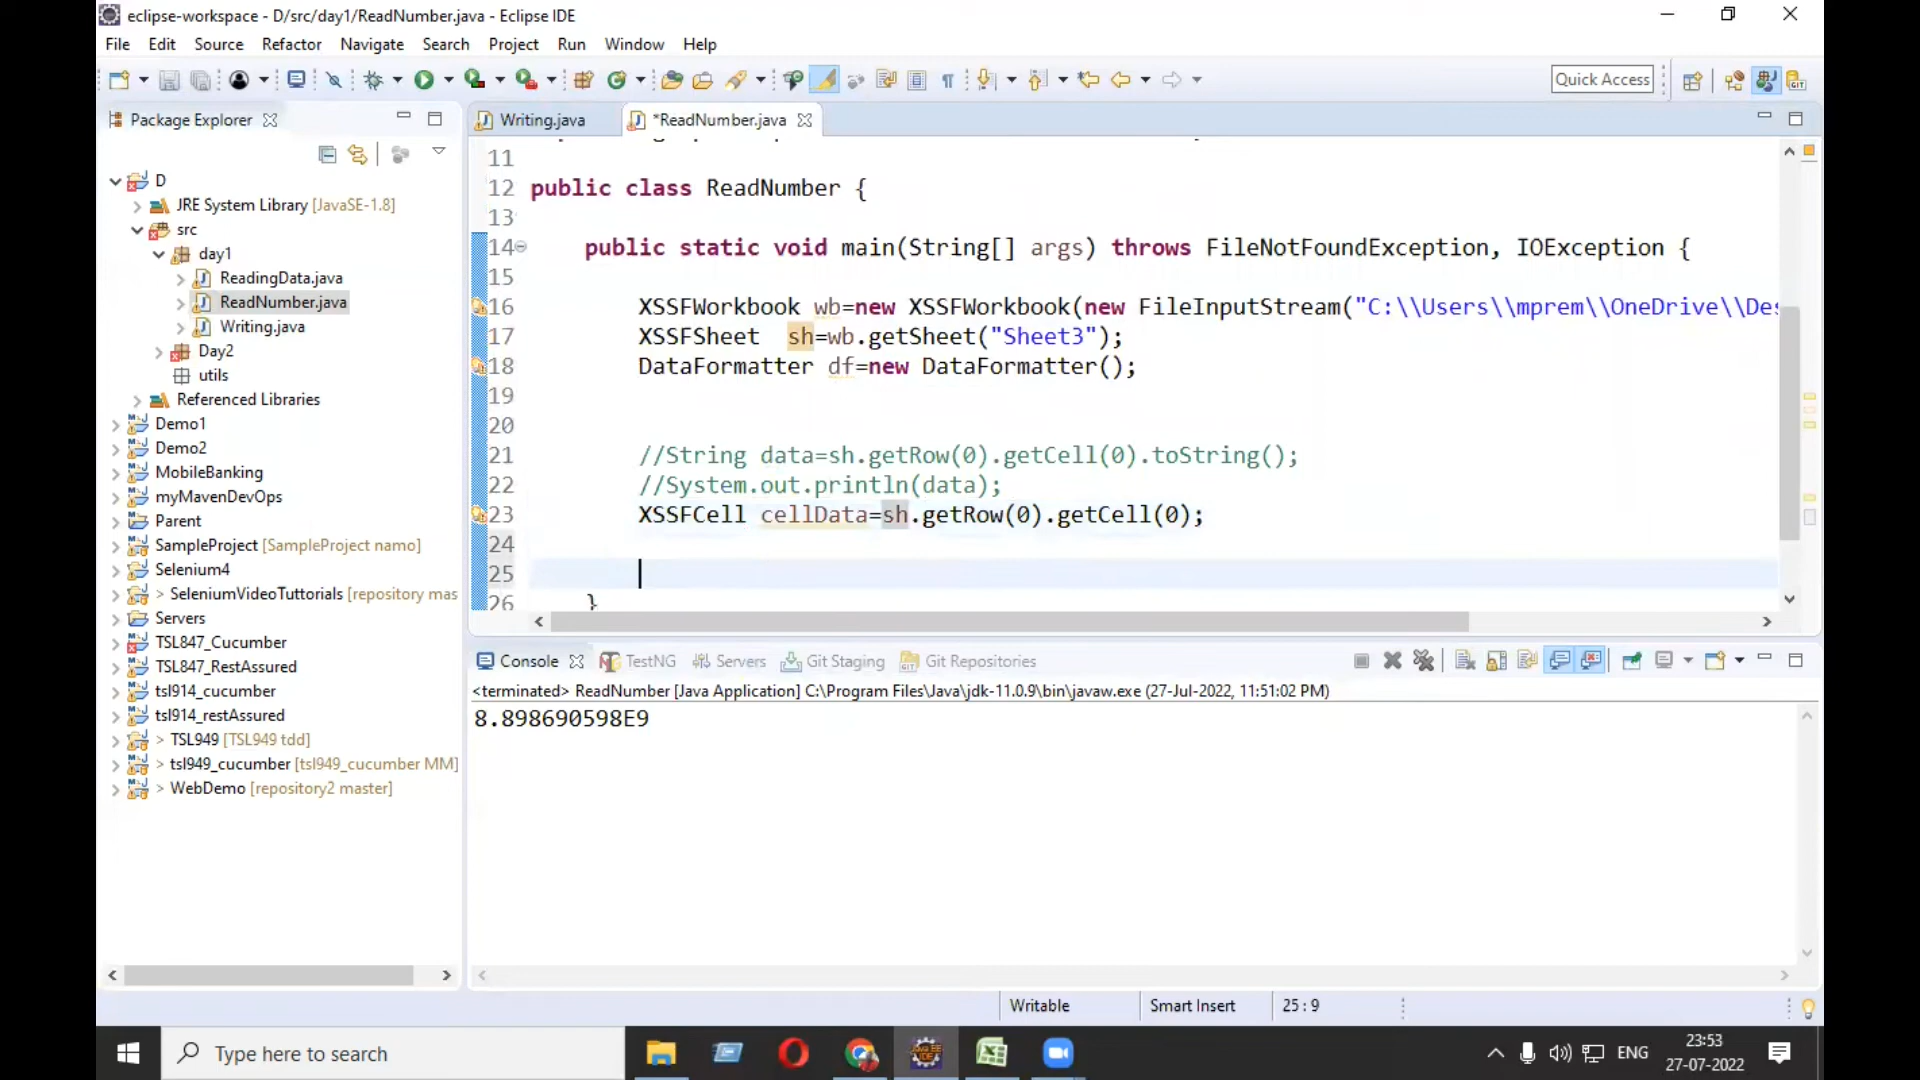 eclipse-workspace - D/src/day1/ReadNumber.java - Eclipse IDE
File Edit Source Refactor Navigate Search Project Run Window Help
Quick Access
Package Explorer
D
JRE System Library [JavaSE-1.8]
src
day1
ReadingData.java
ReadNumber.java
Writing.java
Day2
utils
Referenced Libraries
Demo1
Demo2
MobileBanking
myMavenDevOps
Parent
SampleProject [SampleProject namo]
Selenium4
> SeleniumVideoTuttorials [repository mas
Servers
TSL847_Cucumber
TSL847_RestAssured
tsl914_cucumber
tsl914_restAssured
> TSL949 [TSL949 tdd]
> tsl949_cucumber [tsl949_cucumber MM]
> WebDemo [repository2 master]
Writing.java *ReadNumber.java
11
12 public class ReadNumber {
13
14 public static void main(String[] args) throws FileNotFoundException, IOException {
15
16 XSSFWorkbook wb=new XSSFWorkbook(new FileInputStream("C:\\Users\\mprem\\OneDrive\\Des
17 XSSFSheet sh=wb.getSheet("Sheet3");
18 DataFormatter df=new DataFormatter();
19
20
21 //String data=sh.getRow(0).getCell(0).toString();
22 //System.out.println(data);
23 XSSFCell cellData=sh.getRow(0).getCell(0);
24
25
26 }
Console TestNG Servers Git Staging Git Repositories
<terminated> ReadNumber [Java Application] C:\Program Files\Java\jdk-11.0.9\bin\javaw.exe (27-Jul-2022, 11:51:02 PM)
8.898690598E9
Writable Smart Insert 25 : 9
Type here to search
ENG
23:53
27-07-2022